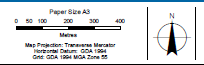 Paper Size A3
0 50 100 200 300 400
Metres
Map Projection: Transverse Mercator
Horizontal Datum: GDA 1994
Grid: GDA 1994 MGA Zone 55
N